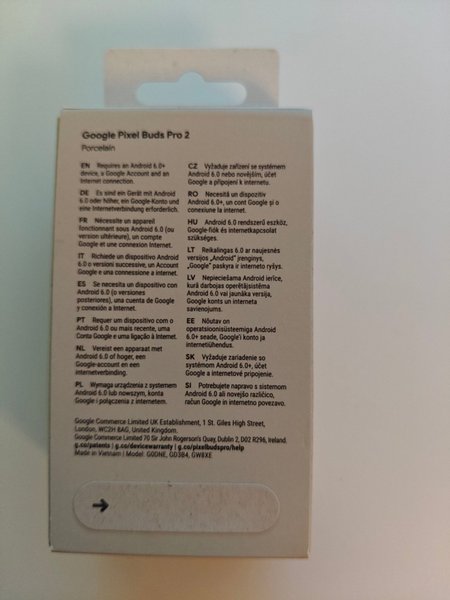 Google Pixel Buds Pro 2
Porcelain
EN Requires an Android 6.0+
device, a Google Account and an
Internet connection.
DE Es sind ein Gerät mit Android
6.0 oder höher, ein Google-Konto und
eine Internetverbindung erforderlich.
FR Nécessite un appareil
fonctionnant sous Android 6.0 (ou
version ultérieure), un compte
Google et une connexion Internet.
IT Richiede un dispositivo Android
6.0 o versioni successive, un Account
Google e una connessione a internet.
ES Se necesita un dispositivo con
Android 6.0 (o versiones
posteriores), una cuenta de Google
y conexión a Internet.
PT Requer um dispositivo com o
Android 6.0 ou mais recente, uma
Conta Google e uma ligação à Internet.
NL Vereist een apparaat met
Android 6.0 of hoger, een
Google-account en een
internetverbinding.
PL Wymaga urządzenia z systemem
Android 6.0 lub nowszym, konta
Google i połączenia z internetem.
CZ Vyžaduje zařízení se systémem
Android 6.0 nebo novějším, účet
Google a připojení k internetu.
RO Necesită un dispozitiv
Android 6.0+, un cont Google și o
conexiune la internet.
HU Android 6.0 rendszerű eszköz,
Google-fiók és internetkapcsolat
szükséges.
LT Reikalingas 6.0 ar naujesnės
versijos „Android“ įrenginys,
„Google“ paskyra ir interneto ryšys.
LV Nepieciešama Android ierīce,
kurā darbojas operētājsistēma
Android 6.0 vai jaunāka versija,
Google konts un interneta
savienojums.
EE Nõutav on
operatsioonisüsteemiga Android
6.0+ seade, Google'i konto ja
internetiühendus.
SK Vyžaduje zariadenie so
systémom Android 6.0+, účet
Google a internetové pripojenie.
SI Potrebujete napravo s sistemom
Android 6.0 ali novejšo različico,
račun Google in internetno povezavo.
Google Commerce Limited UK Establishment, 1 St. Giles High Street,
London, WC2H 8AG, United Kingdom.
Google Commerce Limited 70 Sir John Rogerson's Quay, Dublin 2, D02 R296, Ireland.
g.co/patents | g.co/devicewarranty | g.co/pixelbudspro/help
Made in Vietnam | Model: G0DNE, GD3B4, GW8XE